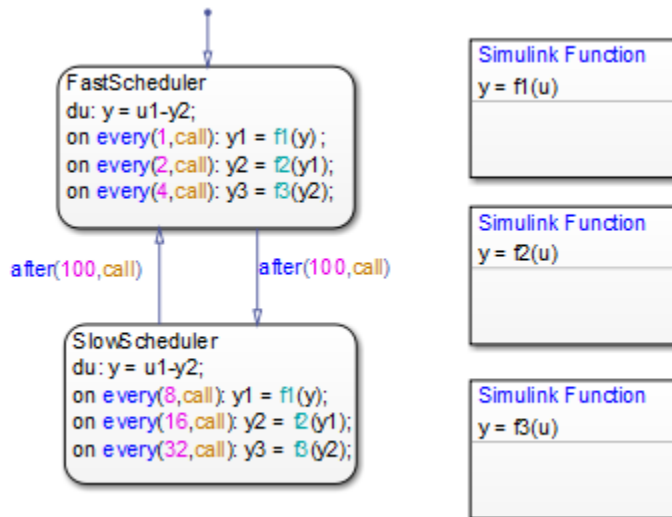 FastScheduler
du: y = u1-y2;
on every(1,call): y1 = f1(y) ;
on every(2,call): y2 = f2(y1);
on every(4,call): y3 = f3(y2);
after(100,call)
after(100,call)
SlowScheduler
du: y = u1-y2;
on every(8,call): y1 = f1(y);
on every(16,call): y2 = f2(y1);
on every(32,call): y3 = f3(y2);
Simulink Function
y = f1(u)
Simulink Function
y = f2(u)
Simulink Function
y = f3(u)